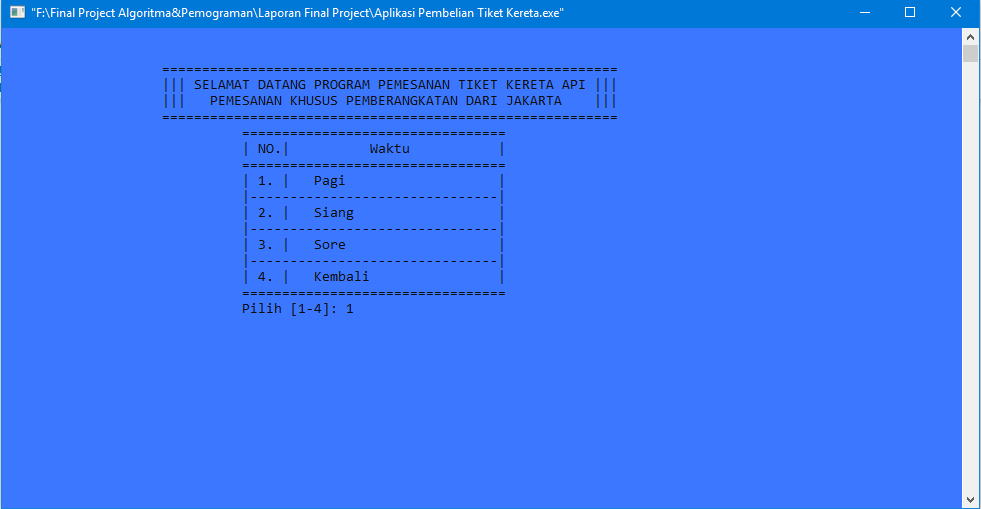 "F:\Final Project Algoritma&Pemograman\Laporan Final Project\Aplikasi Pembelian Tiket Kereta.exe"
=========================================================
||| SELAMAT DATANG PROGRAM PEMESANAN TIKET KERETA API |||
|||   PEMESANAN KHUSUS PEMBERANGKATAN DARI JAKARTA    |||
=========================================================
=================================
| NO.|          Waktu           |
=================================
| 1. |   Pagi                   |
|-------------------------------|
| 2. |   Siang                  |
|-------------------------------|
| 3. |   Sore                   |
|-------------------------------|
| 4. |   Kembali                |
=================================
Pilih [1-4]: 1